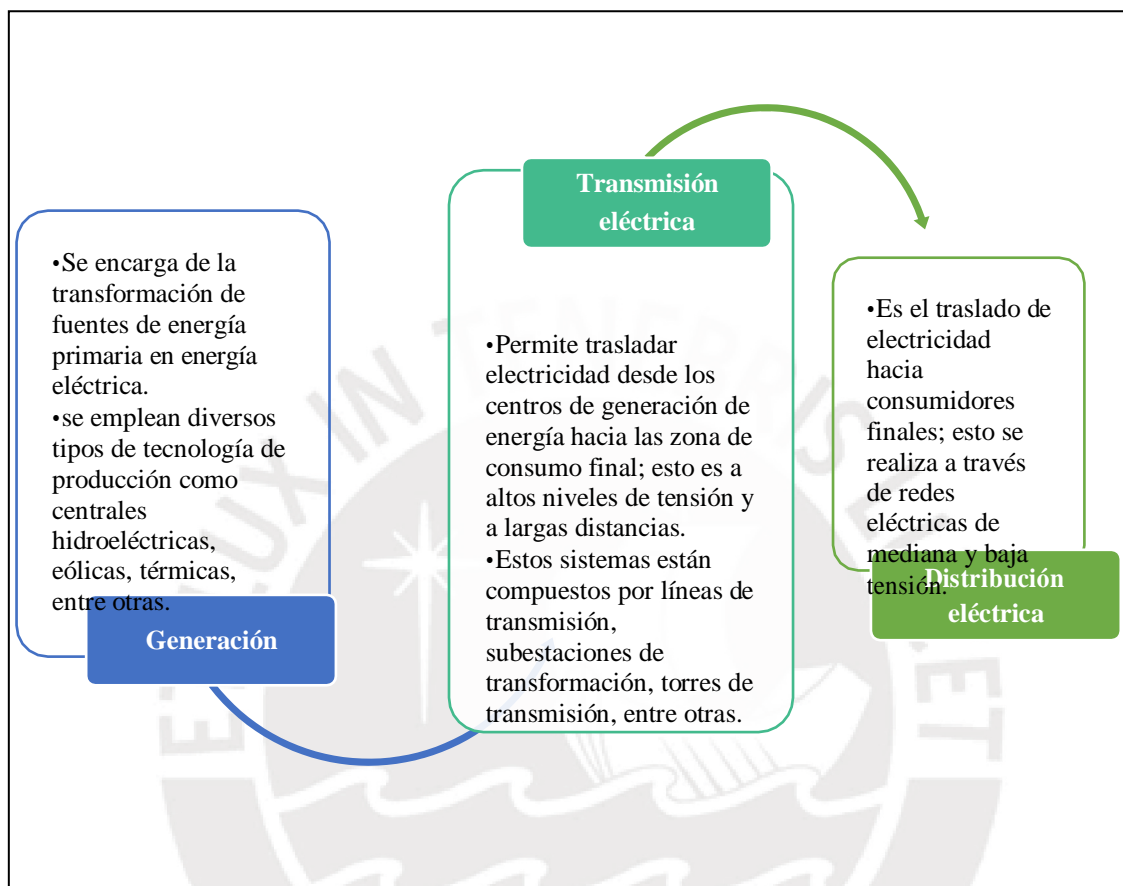 •Se encarga de la
transformación de
fuentes de energía
primaria en energía
eléctrica.
•se emplean diversos
tipos de tecnología de
producción como
centrales
hidroeléctricas,
eólicas, térmicas,
entre otras.
Generación
Transmisión
eléctrica
•Permite trasladar
electricidad desde los
centros de generación de
energía hacia las zona de
consumo final; esto es a
altos niveles de tensión y
a largas distancias.
•Estos sistemas están
compuestos por líneas de
transmisión,
subestaciones de
transformación, torres de
transmisión, entre otras.
•Es el traslado de
electricidad
hacia
consumidores
finales; esto se
realiza a través
de redes
eléctricas de
mediana y baja
tensión.
Distribución
eléctrica